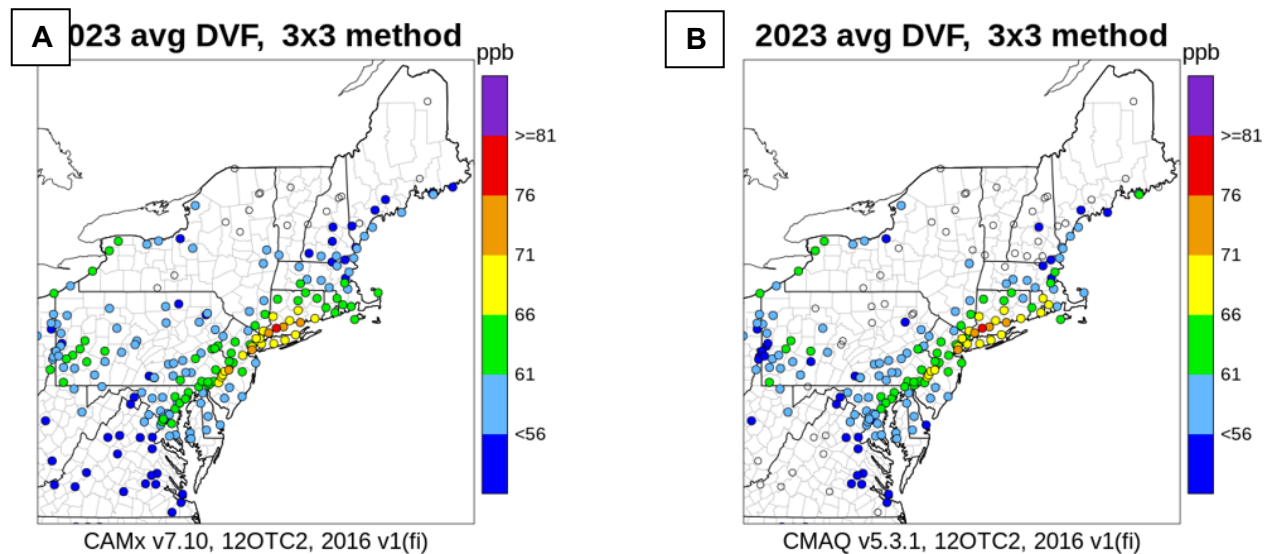 A
023 avg DVF, 3x3 method
ppb
>=81
76
71
66
61
<56
CAMx v7.10, 12OTC2, 2016 v1(fi)
B
2023 avg DVF, 3x3 method
ppb
>=81
76
71
66
61
<56
CMAQ v5.3.1, 12OTC2, 2016 v1(fi)